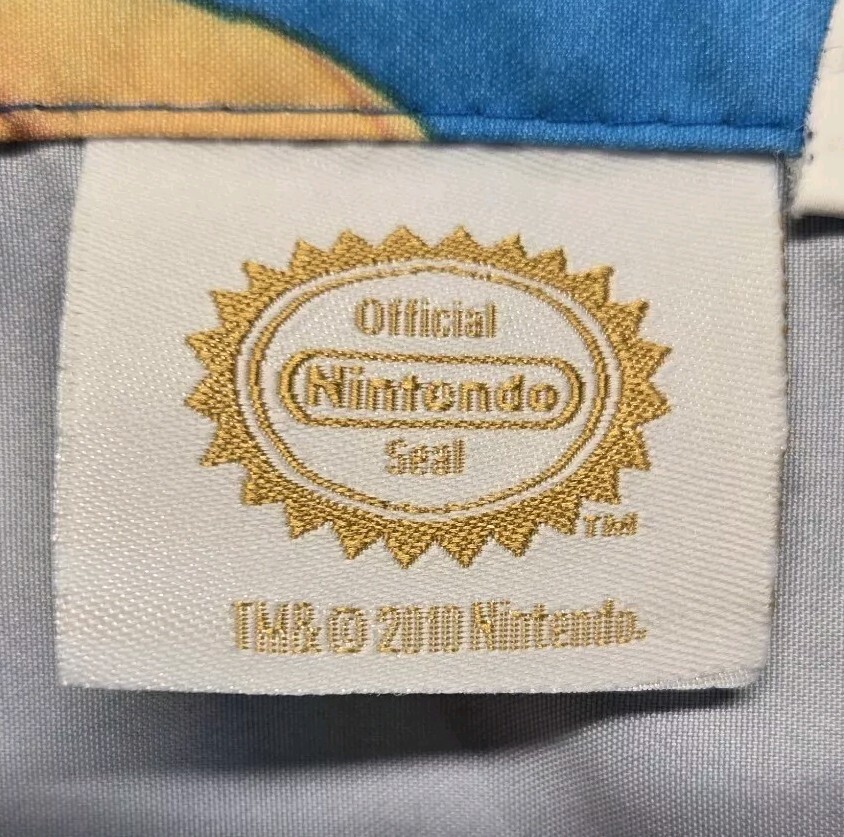 Official
Nintendo
Seal
TM
TM& © 2010 Nintendo.